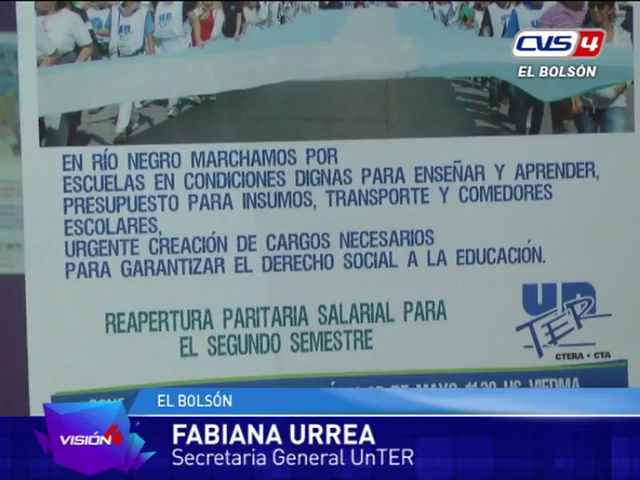 CVS 4
EL BOLSÓN
EN RÍO NEGRO MARCHAMOS POR
ESCUELAS EN CONDICIONES DIGNAS PARA ENSEÑAR Y APRENDER,
PRESUPUESTO PARA INSUMOS, TRANSPORTE Y COMEDORES
ESCOLARES,
URGENTE CREACIÓN DE CARGOS NECESARIOS
PARA GARANTIZAR EL DERECHO SOCIAL A LA EDUCACIÓN.
REAPERTURA PARITARIA SALARIAL PARA
EL SEGUNDO SEMESTRE
UN
TER
CTERA • CTA
EL BOLSÓN
VISIÓN 4
FABIANA URREA
Secretaria General UnTER